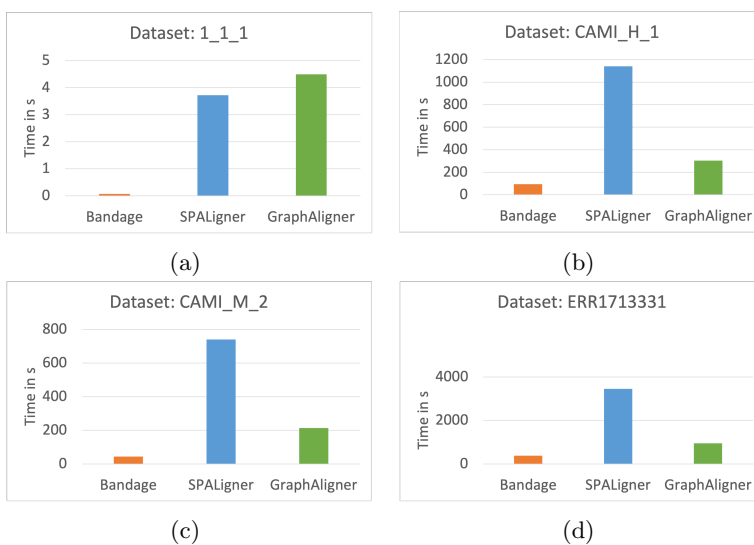 Dataset: 1_1_1
Time in s
5
4
3
2
1
0
Bandage SPALigner GraphAligner
(a)
Dataset: CAMI_H_1
Time in s
1200
1000
800
600
400
200
0
Bandage SPALigner GraphAligner
(b)
Dataset: CAMI_M_2
Time in s
800
600
400
200
0
Bandage SPALigner GraphAligner
(c)
Dataset: ERR1713331
Time in s
4000
2000
0
Bandage SPALigner GraphAligner
(d)